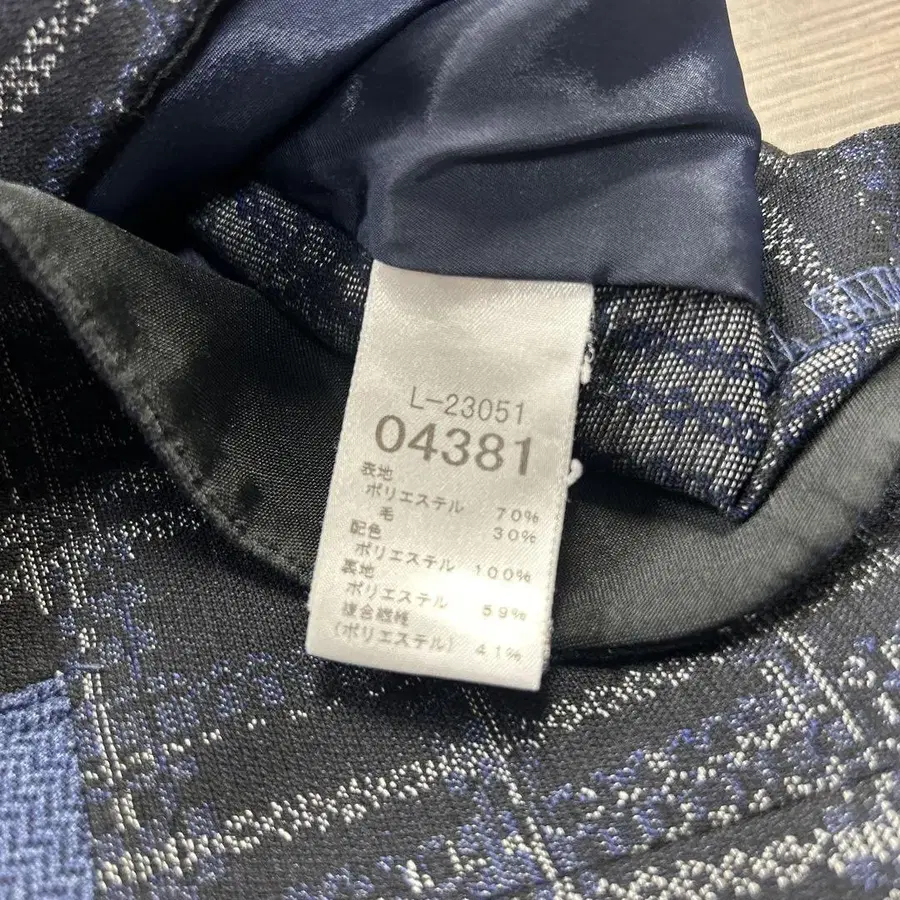 L-23051
04381
表地
ポリエステル 70%
毛 30%
配色
ポリエステル 100%
裏地
ポリエステル 59%
複合繊維
(ポリエステル) 41%